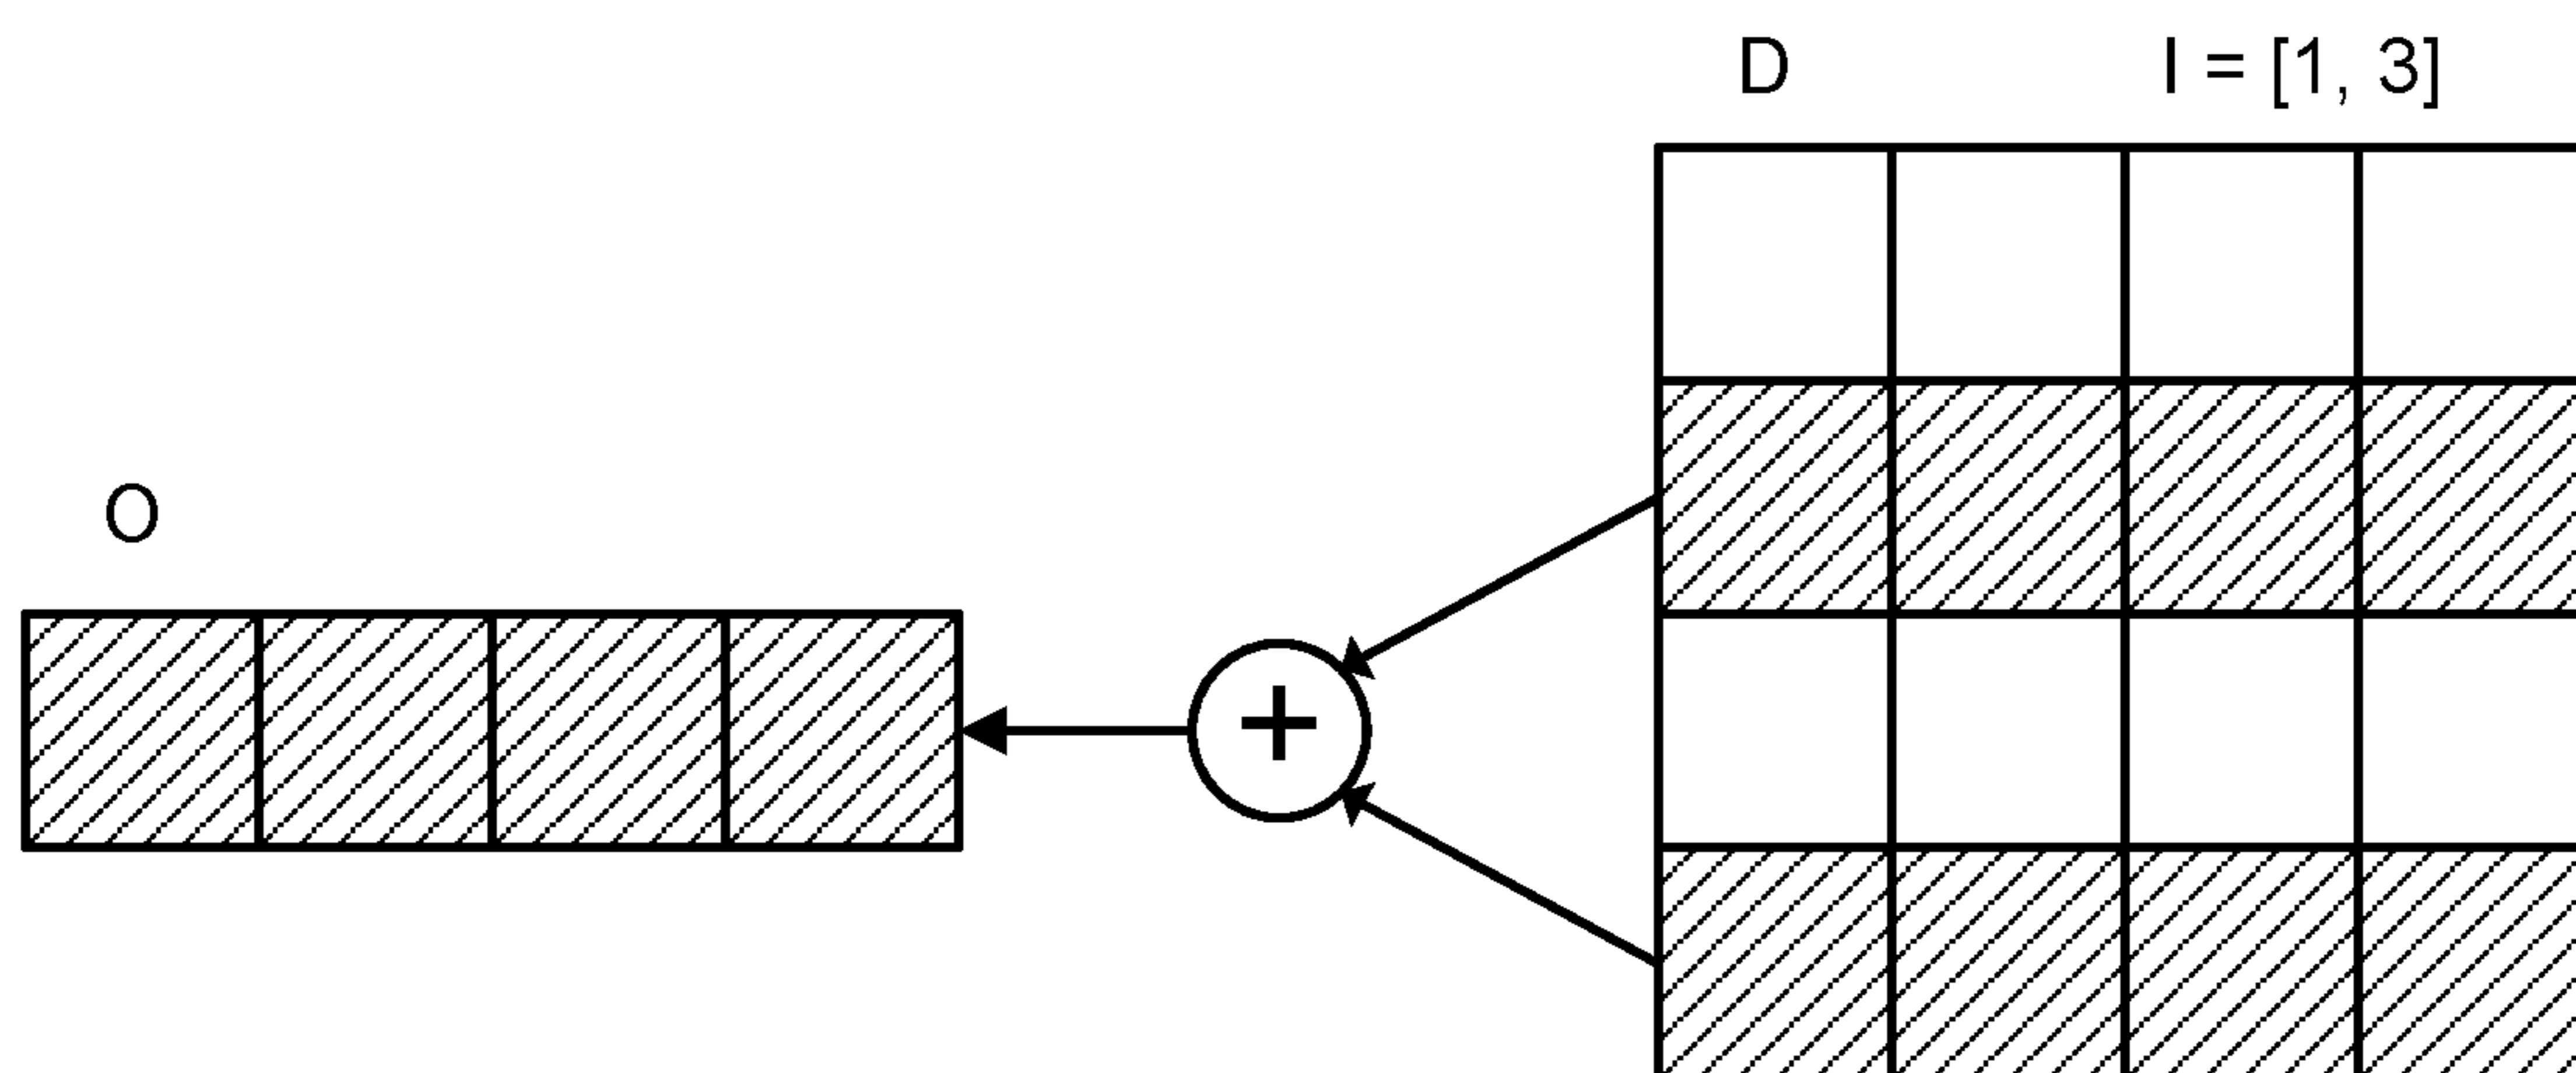 D I = [1, 3]
O
+